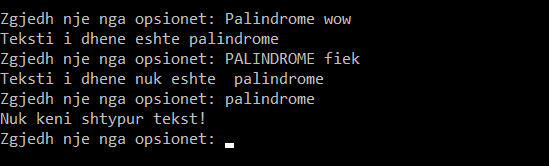 Zgjedh nje nga opsionet: Palindrome wow
Teksti i dhene eshte palindrome
Zgjedh nje nga opsionet: PALINDROME fiek
Teksti i dhene nuk eshte  palindrome
Zgjedh nje nga opsionet: palindrome
Nuk keni shtypur tekst!
Zgjedh nje nga opsionet: